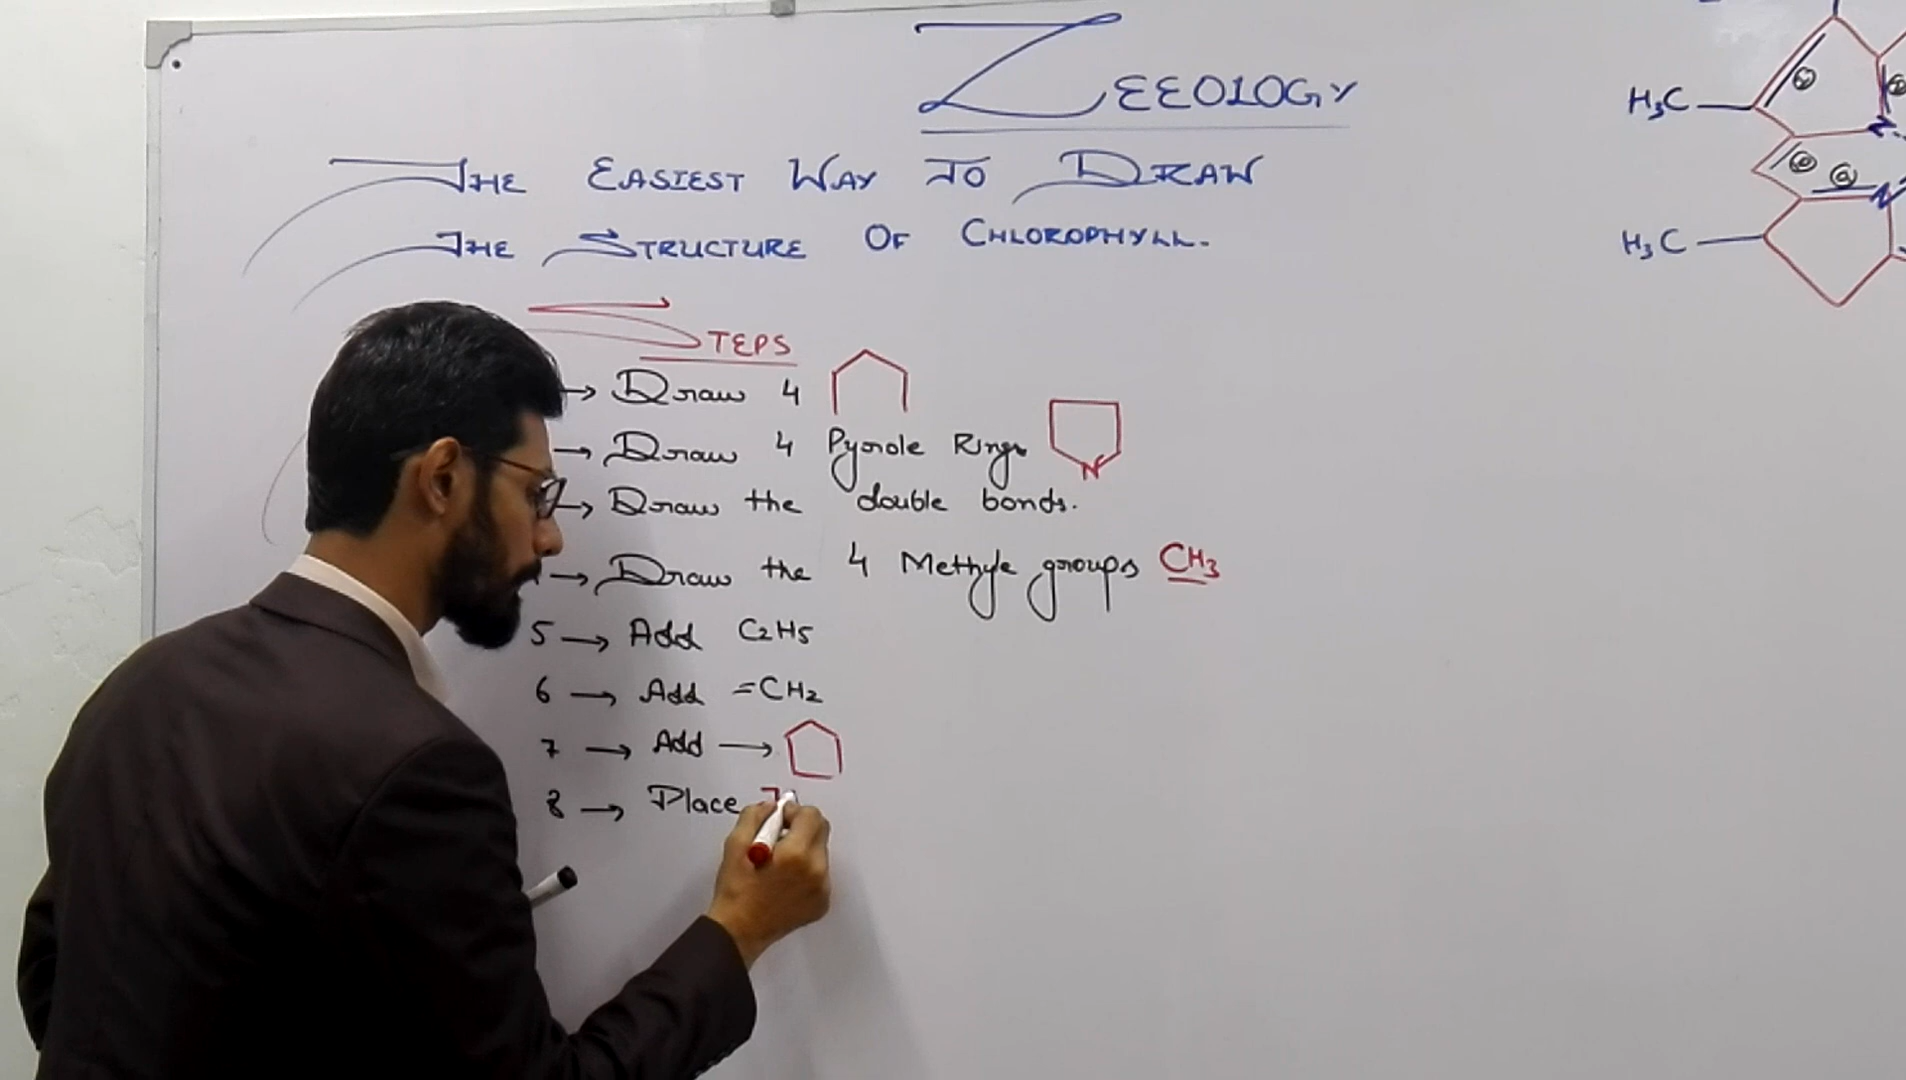 ZEEOLOGY
THE EASIEST WAY TO DRAW
THE STRUCTURE OF CHLOROPHYLL.
STEPS
→ Draw 4
→ Draw 4 Pyrole Rings N
→ Draw the double bonds.
→ Draw the 4 Methyle groups CH3
5 → Add C2H5
6 → Add =CH2
7 → Add →
8 → Place
H3C
N
N
H3C